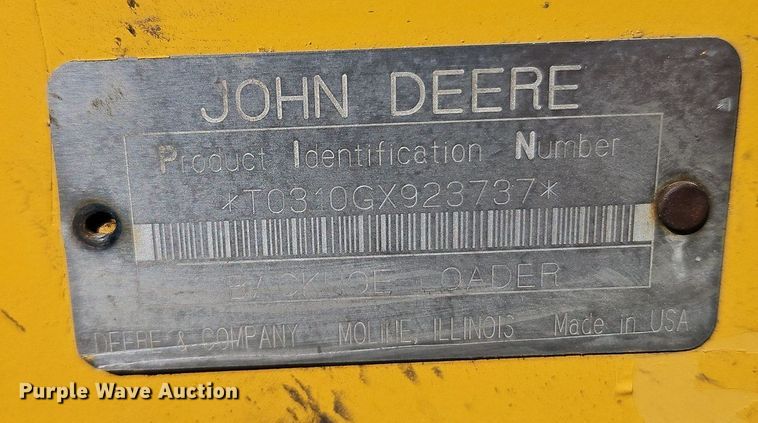 JOHN DEERE
Product Identification Number
*T0310GX923737*
BACKHOE LOADER
DEERE & COMPANY MOLINE, ILLINOIS Made in USA
Purple Wave Auction